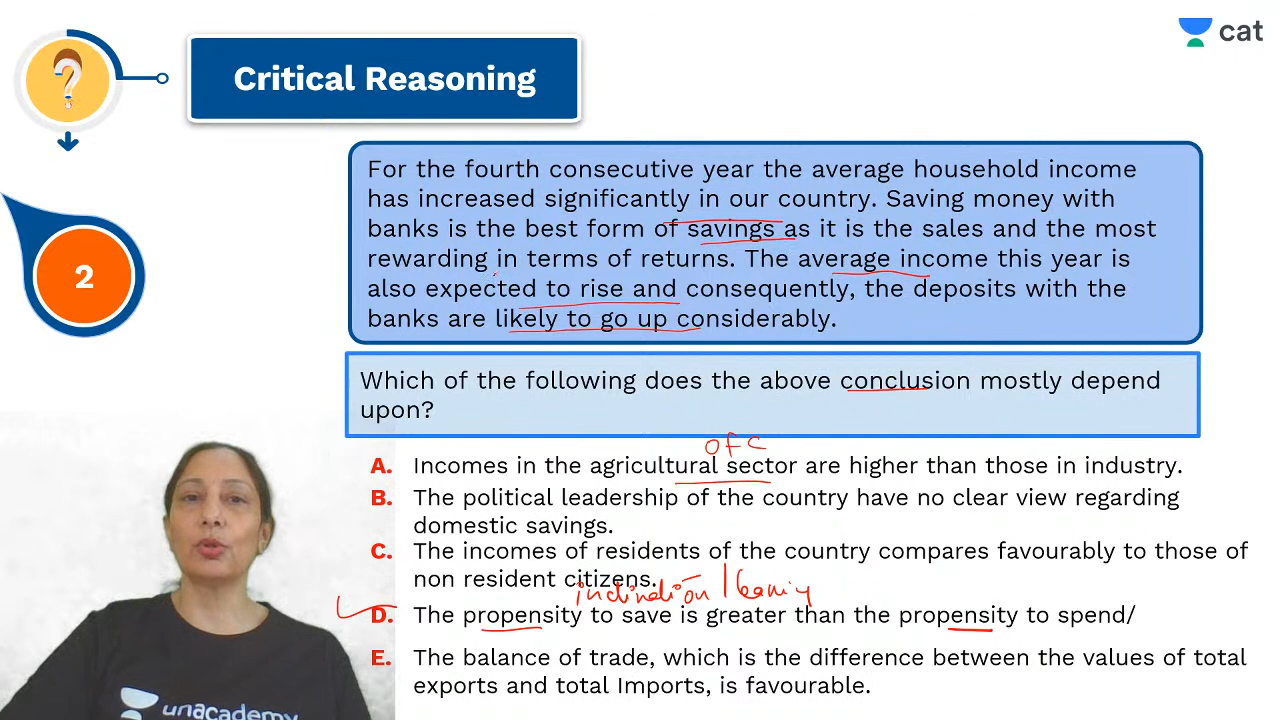 cat
Critical Reasoning
2
For the fourth consecutive year the average household income
has increased significantly in our country. Saving money with
banks is the best form of savings as it is the sales and the most
rewarding in terms of returns. The average income this year is
also expected to rise and consequently, the deposits with the
banks are likely to go up considerably.
Which of the following does the above conclusion mostly depend
upon?
of c
A. Incomes in the agricultural sector are higher than those in industry.
B. The political leadership of the country have no clear view regarding
domestic savings.
C. The incomes of residents of the country compares favourably to those of
non resident citizens.
inclination
D. The propensity to save is greater than the propensity to spend/
E. The balance of trade, which is the difference between the values of total
exports and total Imports, is favourable.
unacademy